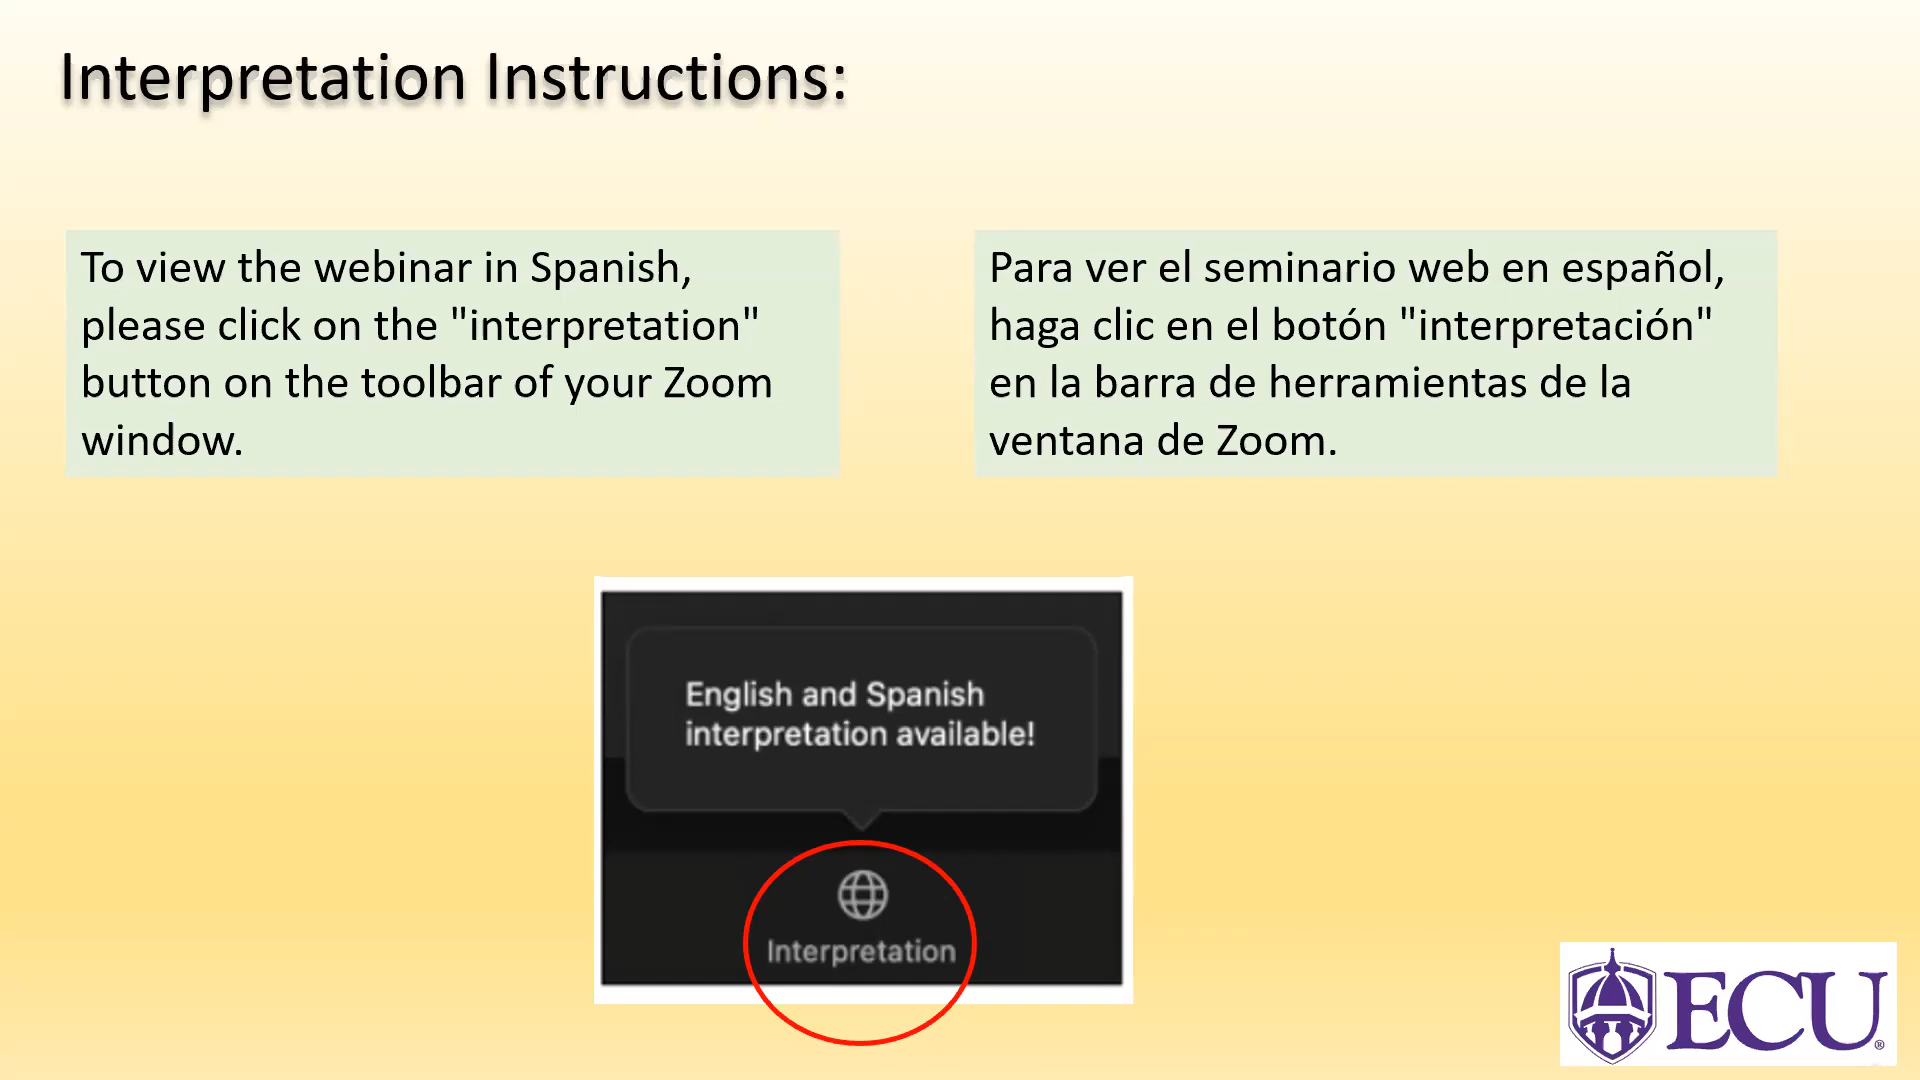 Interpretation Instructions:
To view the webinar in Spanish,
please click on the "interpretation"
button on the toolbar of your Zoom
window.
Para ver el seminario web en español,
haga clic en el botón "interpretación"
en la barra de herramientas de la
ventana de Zoom.
English and Spanish
interpretation available!
Interpretation
ECU®